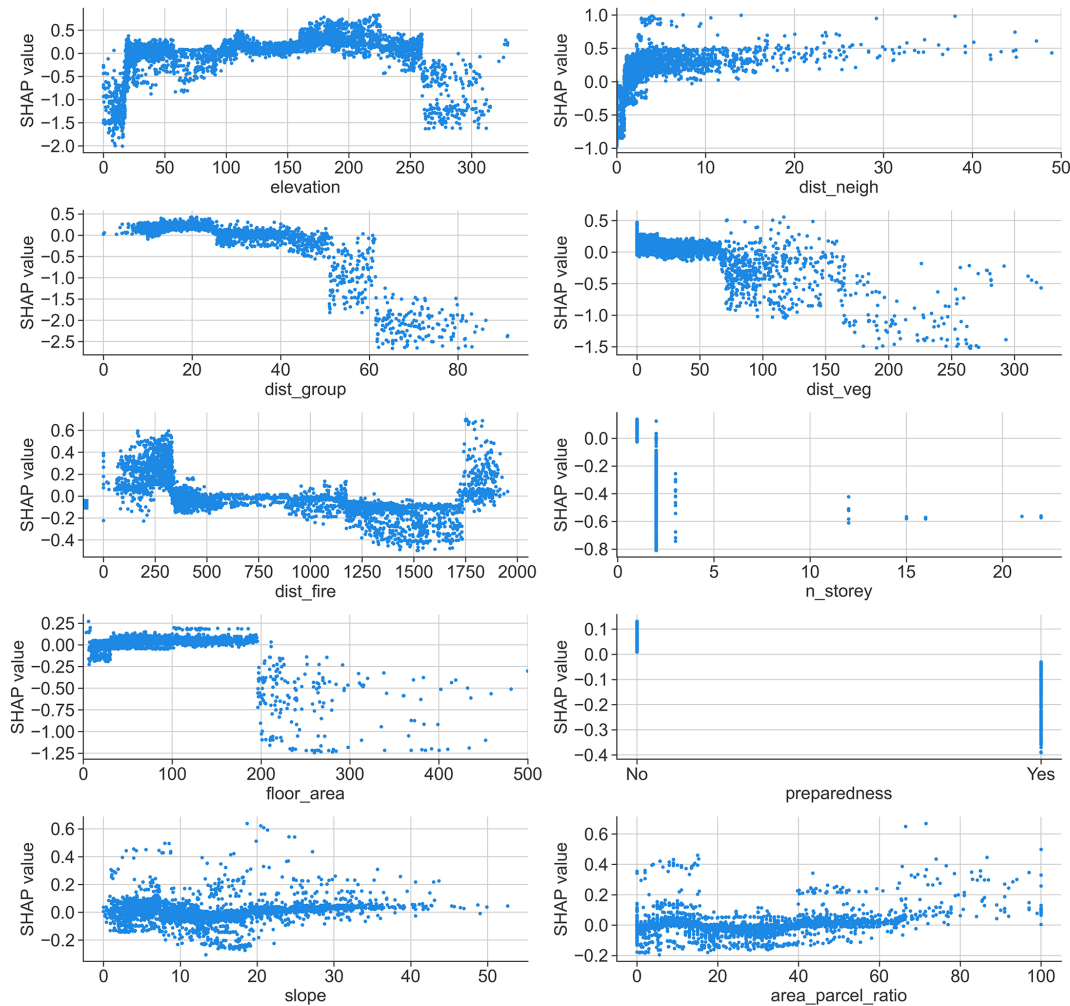 SHAP value
0.5
0.0
−0.5
−1.0
−1.5
−2.0
0 50 100 150 200 250 300
elevation
SHAP value
1.0
0.5
0.0
−0.5
−1.0
0 10 20 30 40 50
dist_neigh
SHAP value
0.5
0.0
−0.5
−1.0
−1.5
−2.0
−2.5
0 20 40 60 80
dist_group
SHAP value
0.5
0.0
−0.5
−1.0
−1.5
0 50 100 150 200 250 300
dist_veg
SHAP value
0.6
0.4
0.2
0.0
−0.2
−0.4
0 250 500 750 1000 1250 1500 1750 2000
dist_fire
SHAP value
0.0
−0.2
−0.4
−0.6
−0.8
0 5 10 15 20
n_storey
SHAP value
0.25
0.00
−0.25
−0.50
−0.75
−1.00
−1.25
0 100 200 300 400 500
floor_area
SHAP value
0.1
0.0
−0.1
−0.2
−0.3
−0.4
No Yes
preparedness
SHAP value
0.6
0.4
0.2
0.0
−0.2
0 10 20 30 40 50
slope
SHAP value
0.6
0.4
0.2
0.0
−0.2
0 20 40 60 80 100
area_parcel_ratio